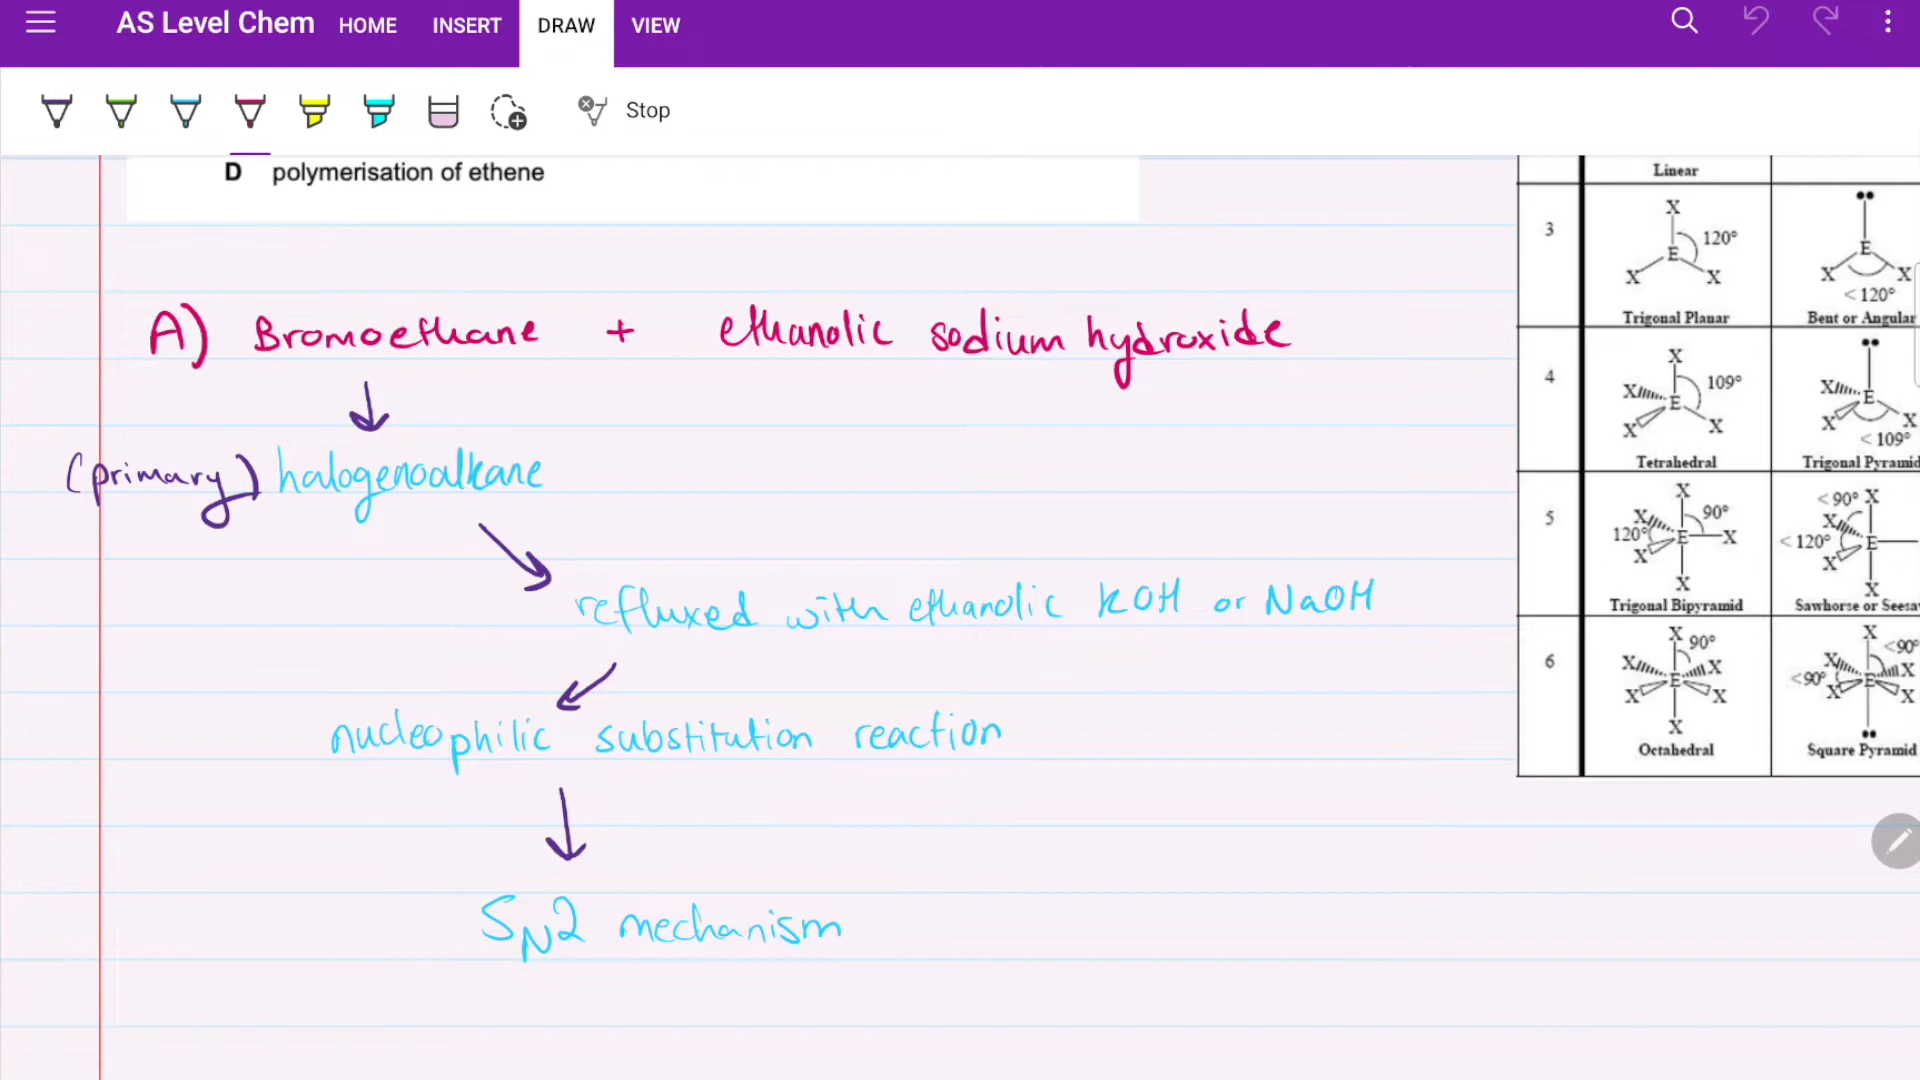 AS Level Chem HOME INSERT DRAW VIEW
Stop
D polymerisation of ethene
A) Bromoethane + ethanolic sodium hydroxide
(primary) halogenoalkane
refluxed with ethanolic KOH or NaOH
nucleophilic substitution reaction
SN2 mechanism
Linear
3
X
120°
E
X X
Trigonal Planar
E
X X
< 120°
Bent or Angular
4
X
109°
X
E
X X
Tetrahedral
X
E
X X
< 109°
Trigonal Pyramid
5
X
X 90°
120° E X
X
X
Trigonal Bipyramid
< 90° X
X
< 120° E
X
X
Sawhorse or Seesaw
6
X 90°
X X
E
X X
X
Octahedral
X <90°
X X
<90° E
X X
Square Pyramid